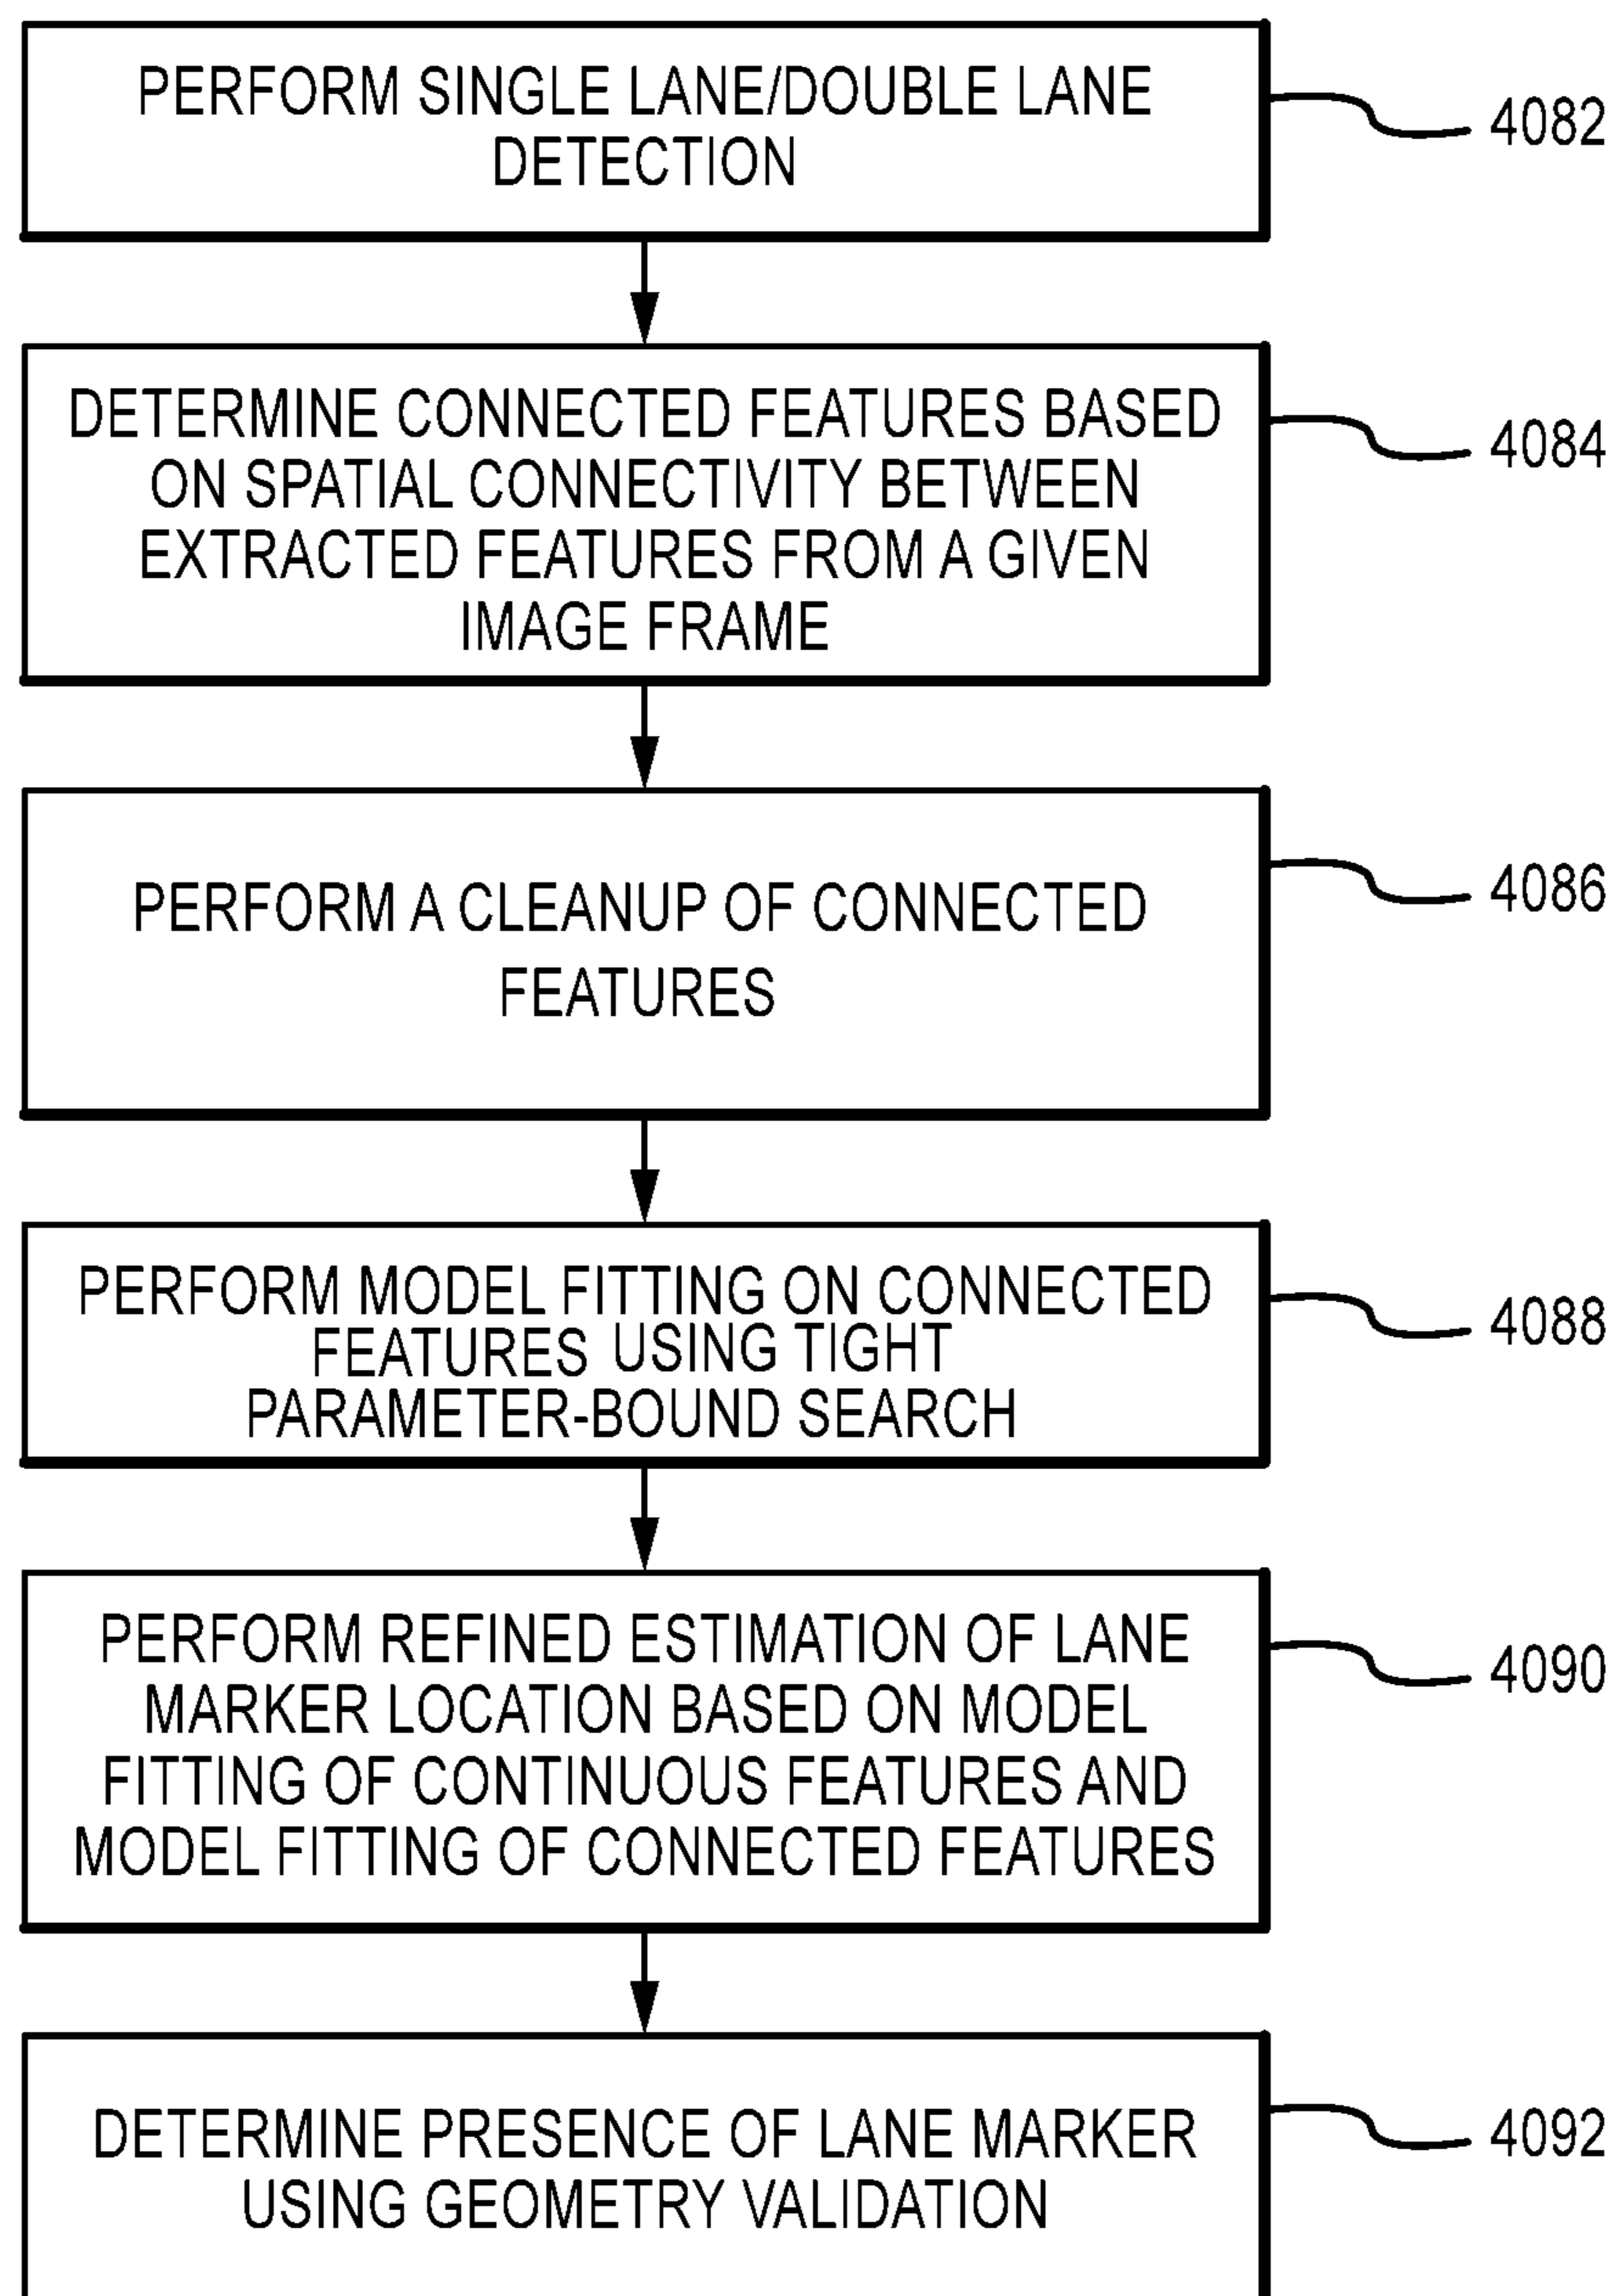 PERFORM SINGLE LANE/DOUBLE LANE
DETECTION
4082
DETERMINE CONNECTED FEATURES BASED
ON SPATIAL CONNECTIVITY BETWEEN
EXTRACTED FEATURES FROM A GIVEN
IMAGE FRAME
4084
PERFORM A CLEANUP OF CONNECTED
FEATURES
4086
PERFORM MODEL FITTING ON CONNECTED
FEATURES USING TIGHT
PARAMETER-BOUND SEARCH
4088
PERFORM REFINED ESTIMATION OF LANE
MARKER LOCATION BASED ON MODEL
FITTING OF CONTINUOUS FEATURES AND
MODEL FITTING OF CONNECTED FEATURES
4090
DETERMINE PRESENCE OF LANE MARKER
USING GEOMETRY VALIDATION
4092